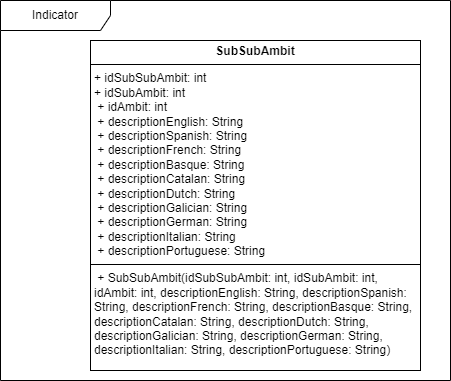 Indicator
SubSubAmbit
+ idSubSubAmbit: int
+ idSubAmbit: int
+ idAmbit: int
+ descriptionEnglish: String
+ descriptionSpanish: String
+ descriptionFrench: String
+ descriptionBasque: String
+ descriptionCatalan: String
+ descriptionDutch: String
+ descriptionGalician: String
+ descriptionGerman: String
+ descriptionItalian: String
+ descriptionPortuguese: String
+ SubSubAmbit(idSubSubAmbit: int, idSubAmbit: int,
idAmbit: int, descriptionEnglish: String, descriptionSpanish:
String, descriptionFrench: String, descriptionBasque: String,
descriptionCatalan: String, descriptionDutch: String,
descriptionGalician: String, descriptionGerman: String,
descriptionItalian: String, descriptionPortuguese: String)